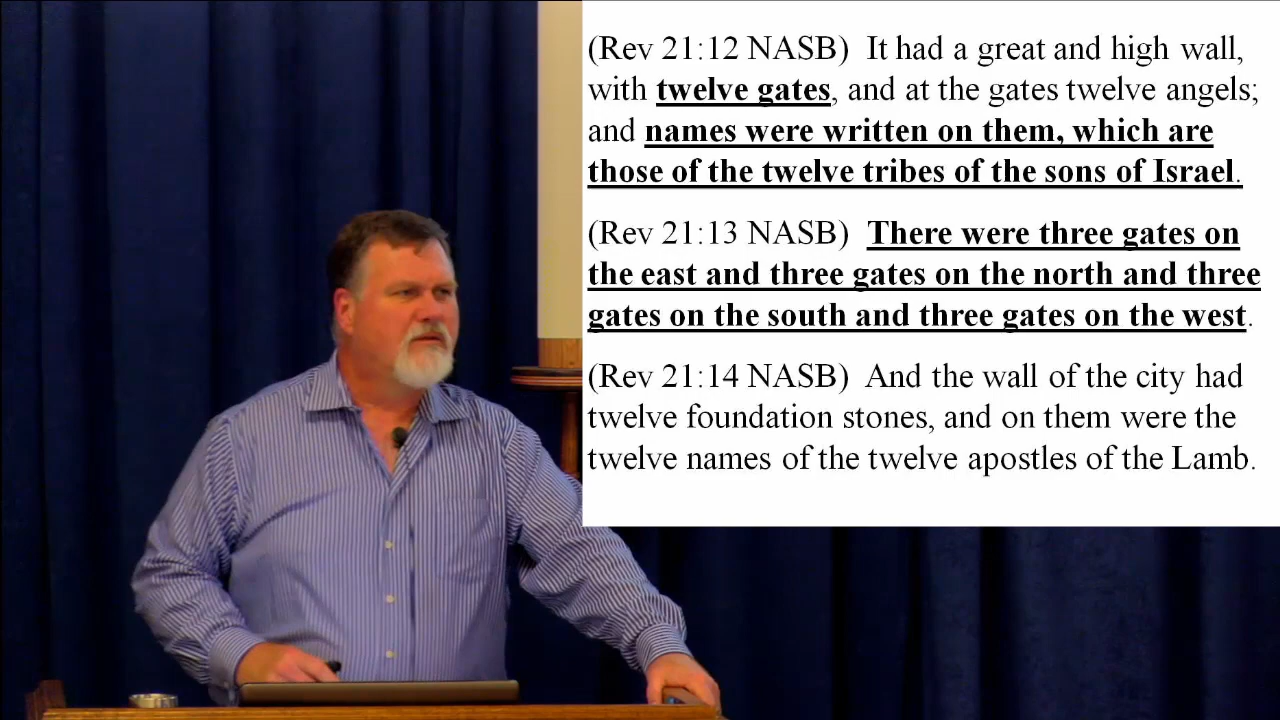 (Rev 21:12 NASB) It had a great and high wall,
with twelve gates, and at the gates twelve angels;
and names were written on them, which are
those of the twelve tribes of the sons of Israel.
(Rev 21:13 NASB) There were three gates on
the east and three gates on the north and three
gates on the south and three gates on the west.
(Rev 21:14 NASB) And the wall of the city had
twelve foundation stones, and on them were the
twelve names of the twelve apostles of the Lamb.